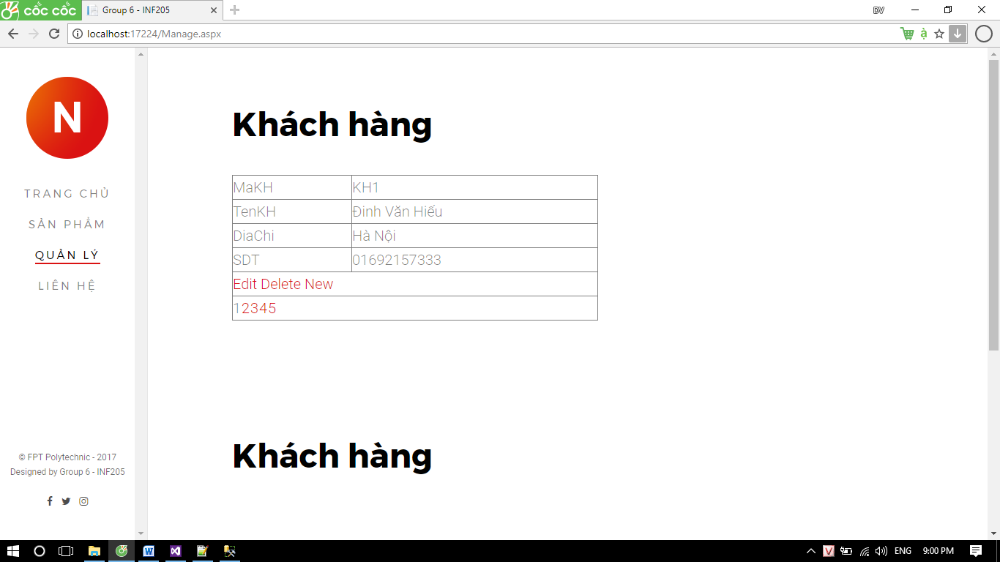 cốc cốc
Group 6 - INF205
DV
localhost:17224/Manage.aspx
N
TRANG CHỦ
SẢN PHẨM
QUẢN LÝ
LIÊN HỆ
© FPT Polytechnic - 2017
Designed by Group 6 - INF205
Khách hàng
MaKH KH1
TenKH Đinh Văn Hiếu
DiaChi Hà Nội
SDT 01692157333
Edit Delete New
12345
Khách hàng
ENG
9:00 PM